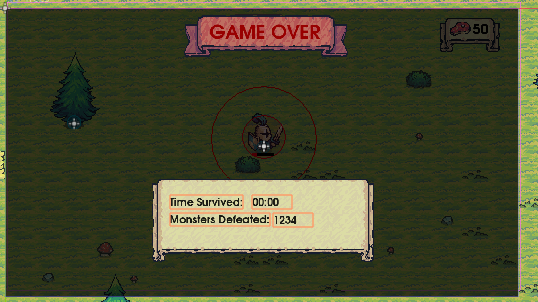 GAME OVER
50
Time Survived: 00:00
Monsters Defeated: 1234